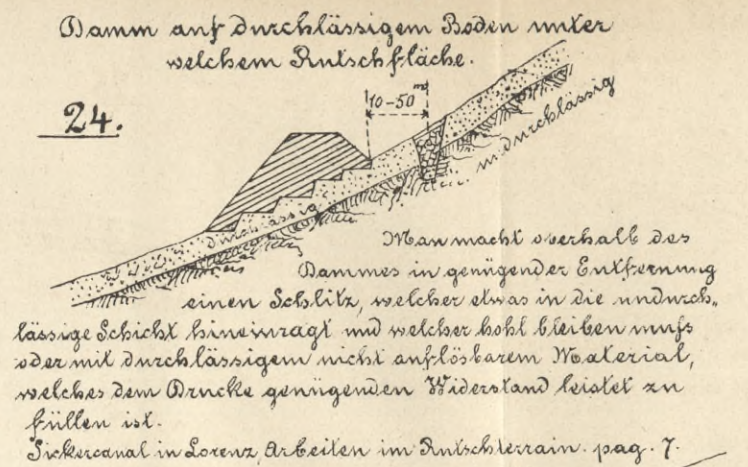 Damm auf durchlässigem Boden unter
welchem Rutschfläche.
10-50 m
24.
undurchlässig
durchlässig
Man macht oberhalb des
Dammes in genügender Entfernung
einen Schlitz, welcher etwas in die undurch„
lässige Schicht hineinragt und welcher hohl bleiben muss
oder mit durchlässigem nicht auflösbarem Material,
welches dem Drucke genügenden Widerstand leistet zu
füllen ist.
Sickercanal in Lorenz, Arbeiten im Rutschterrain. pag. 7.